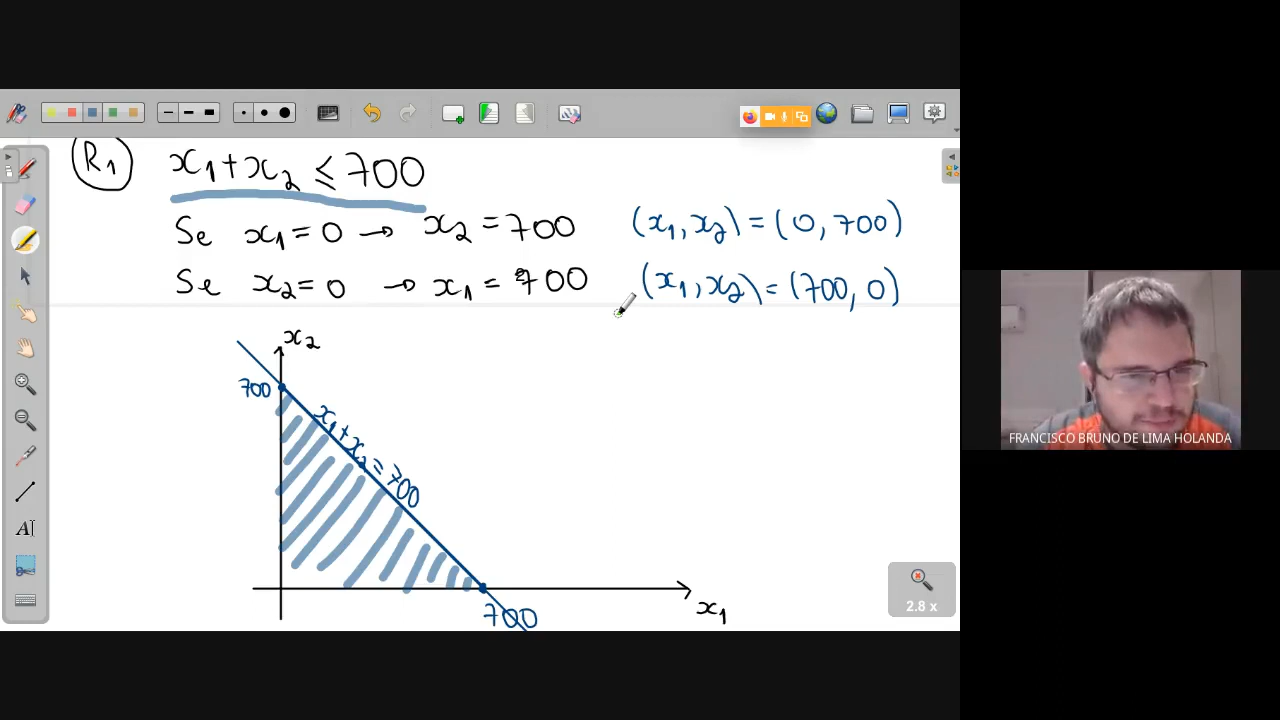 R1 x1 + x2 ≤ 700
Se x1 = 0 → x2 = 700 (x1, x2) = (0, 700)
Se x2 = 0 → x1 = 700 (x1, x2) = (700, 0)
x2
700
x1 + x2 = 700
700
x1
A
2.8 x
FRANCISCO BRUNO DE LIMA HOLANDA